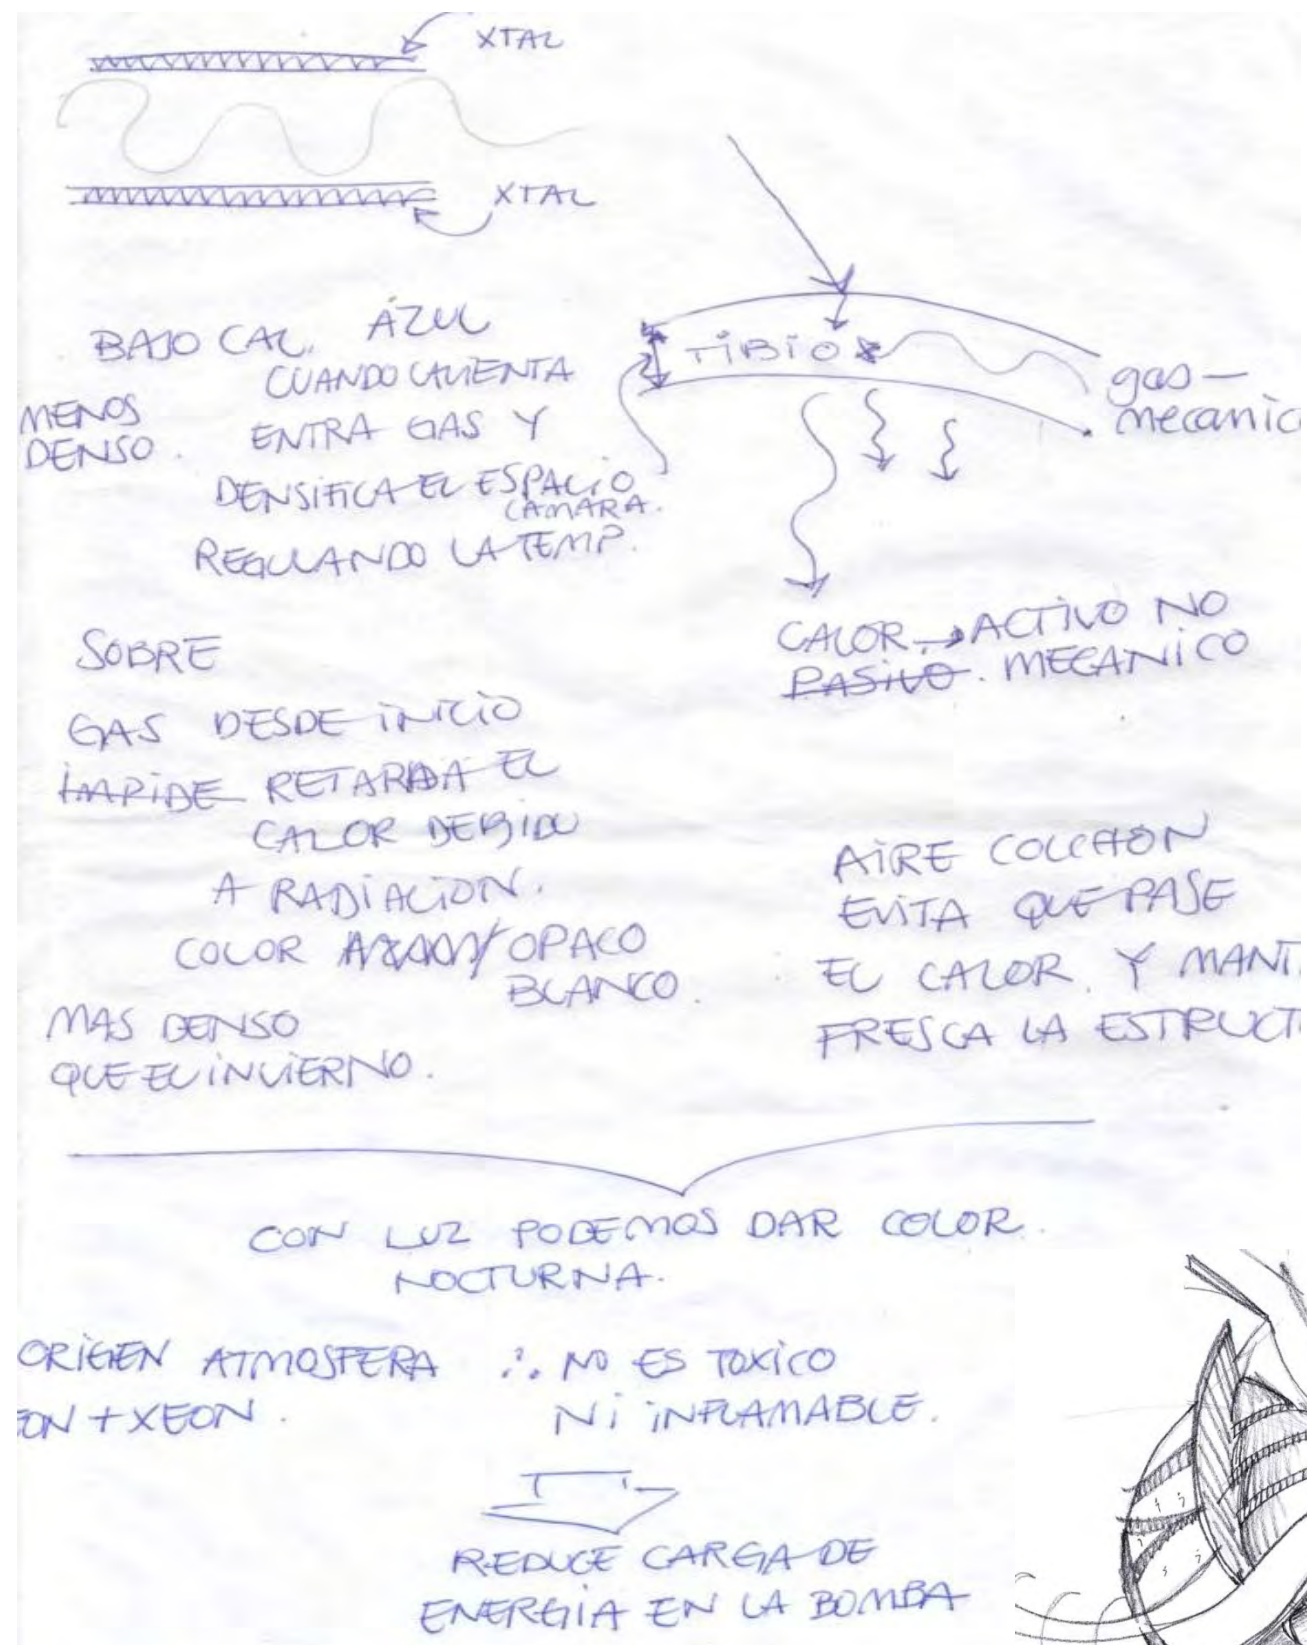 XTAL
XTAL
BAJO CAL. ÁZUL
CUANDO CALIENTA
MENOS
DENSO.
ENTRA GAS Y
DENSIFICA EL ESPACIO
CAMARA.
REGULANDO LA TEMP.
TIBIO
gas —
mecanic
CALOR → ACTIVO NO
PASIVO. MECANICO
SOBRE
GAS DESDE INICIO
IMPIDE RETARDA EL
CALOR DEBIDO
A RADIACION.
COLOR OPACO
BLANCO.
MAS DENSO
QUE EL INVIERNO.
AIRE COLCHON
EVITA QUE PASE
EL CALOR. Y MANT
FRESCA LA ESTRUCT
CON LUZ PODEMOS DAR COLOR.
NOCTURNA.
ORIGEN ATMOSFERA ∴ NO ES TOXICO
ON + XEON. NI INFLAMABLE.
REDUCE CARGA DE
ENERGIA EN LA BOMBA